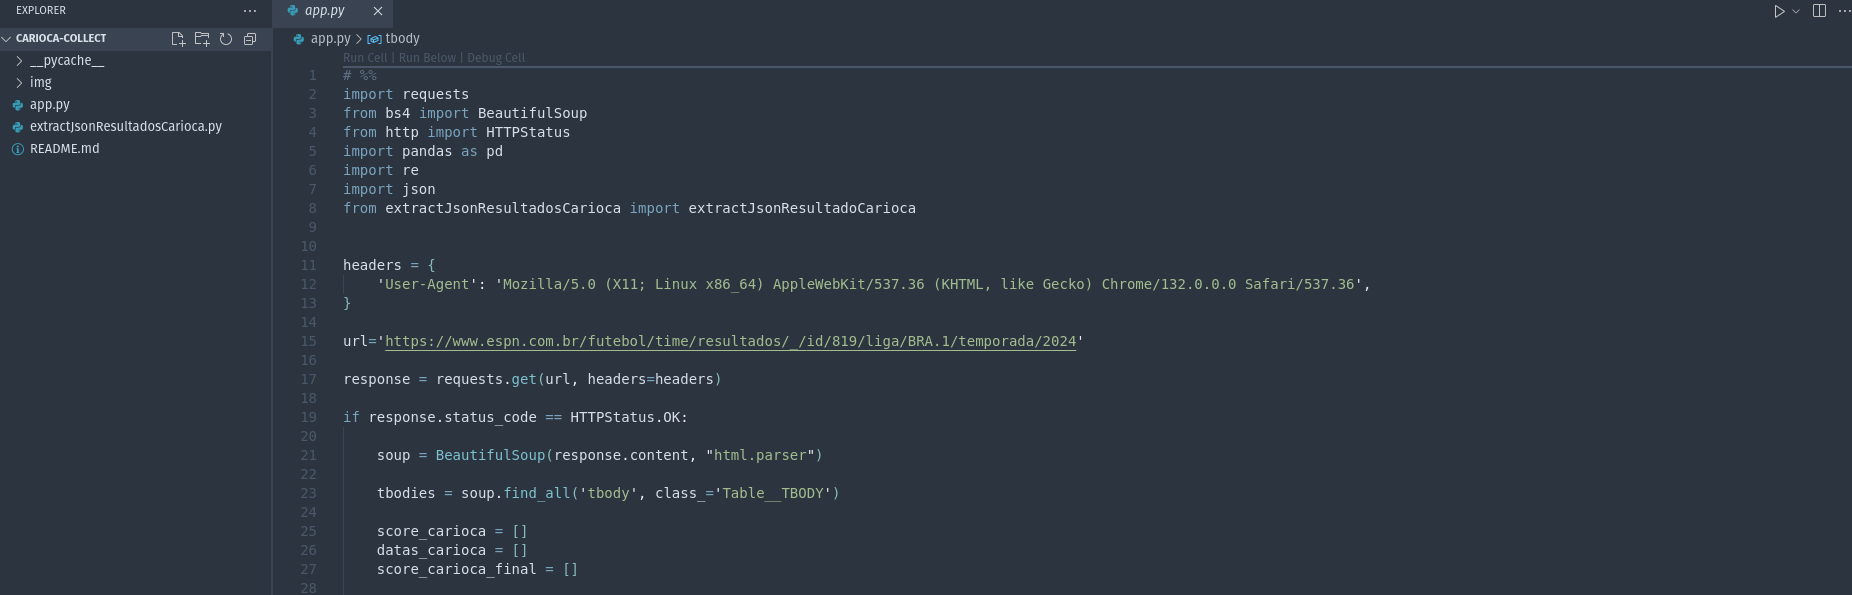 EXPLORER
CARIOCA-COLLECT
__pycache__
img
app.py
extractJsonResultadosCarioca.py
README.md
app.py
app.py > tbody
Run Cell | Run Below | Debug Cell
1 # %%
2 import requests
3 from bs4 import BeautifulSoup
4 from http import HTTPStatus
5 import pandas as pd
6 import re
7 import json
8 from extractJsonResultadosCarioca import extractJsonResultadoCarioca
9
10
11 headers = {
12     'User-Agent': 'Mozilla/5.0 (X11; Linux x86_64) AppleWebKit/537.36 (KHTML, like Gecko) Chrome/132.0.0.0 Safari/537.36',
13 }
14
15 url='https://www.espn.com.br/futebol/time/resultados/_/id/819/liga/BRA.1/temporada/2024'
16
17 response = requests.get(url, headers=headers)
18
19 if response.status_code == HTTPStatus.OK:
20
21     soup = BeautifulSoup(response.content, "html.parser")
22
23     tbodies = soup.find_all('tbody', class_='Table__TBODY')
24
25     score_carioca = []
26     datas_carioca = []
27     score_carioca_final = []
28